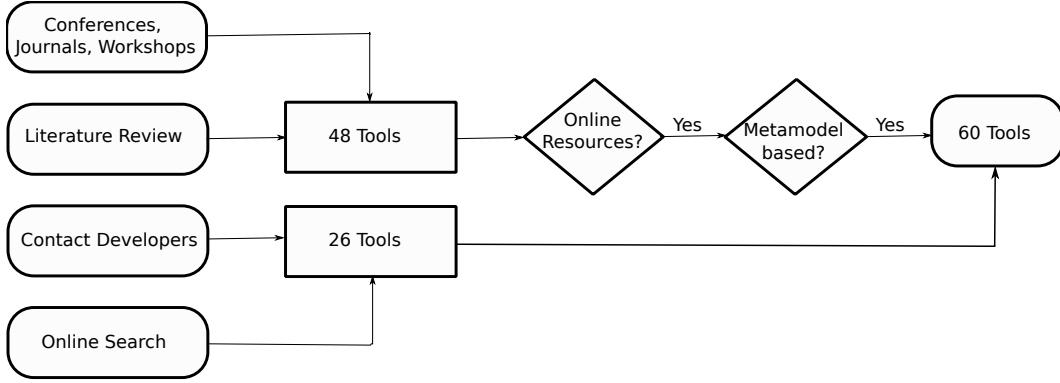 Conferences,
Journals, Workshops
Literature Review
48 Tools
Online
Resources?
Yes
Metamodel
based?
Yes
60 Tools
Contact Developers
26 Tools
Online Search